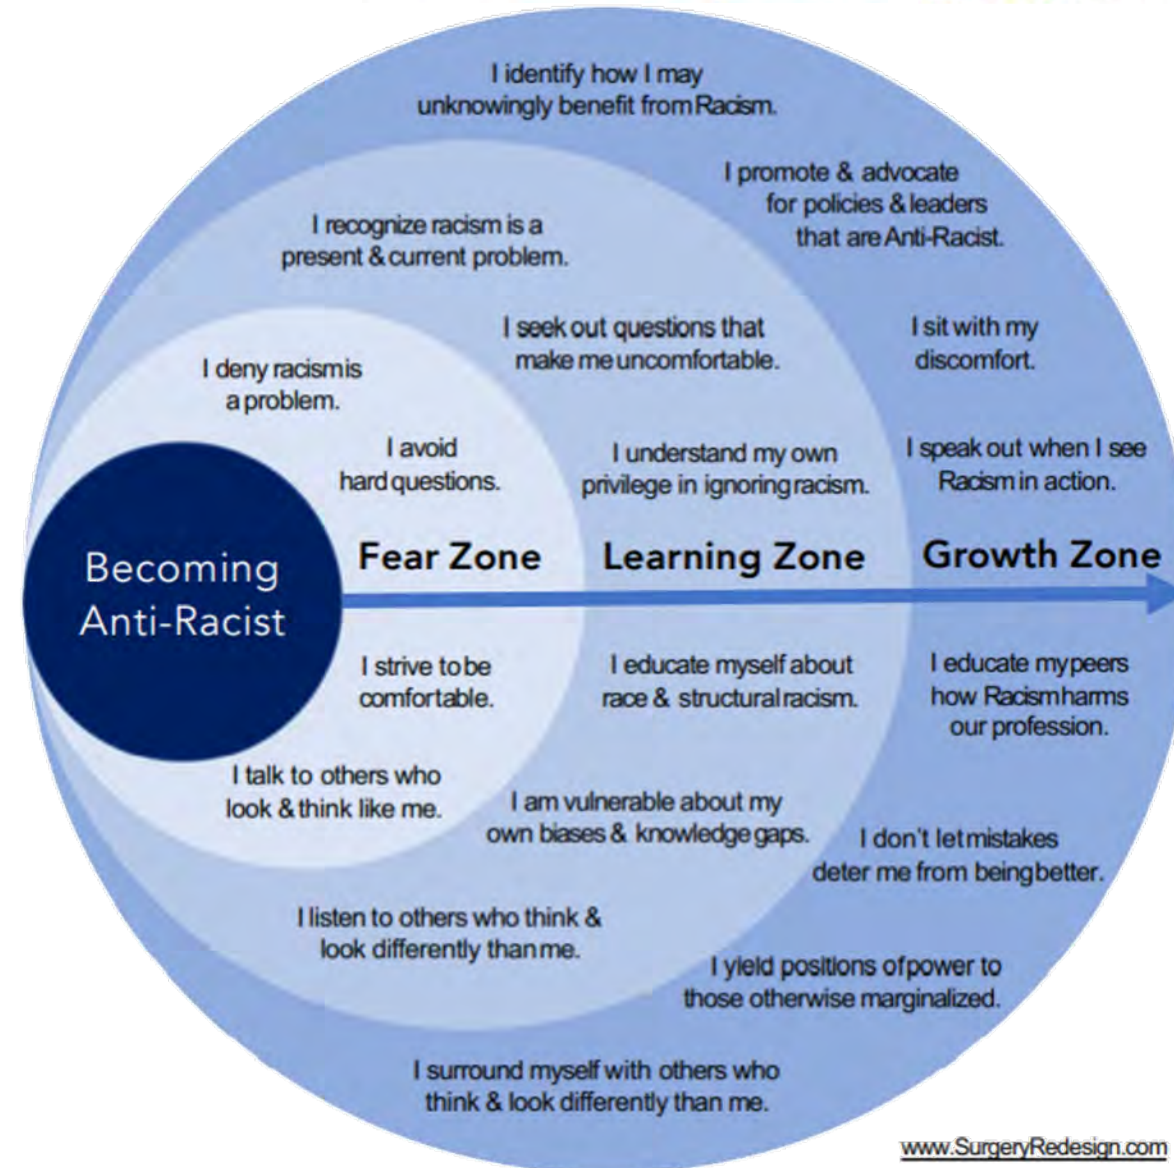 I identify how I may
unknowingly benefit from Racism.
I promote & advocate
for policies & leaders
that are Anti-Racist.
I recognize racism is a
present & current problem.
I seek out questions that
make me uncomfortable.
I sit with my
discomfort.
I deny racism is
a problem.
I avoid
hard questions.
I understand my own
privilege in ignoring racism.
I speak out when I see
Racism in action.
Becoming
Anti-Racist
Fear Zone
Learning Zone
Growth Zone
I strive to be
comfortable.
I educate myself about
race & structural racism.
I educate my peers
how Racism harms
our profession.
I talk to others who
look & think like me.
I am vulnerable about my
own biases & knowledge gaps.
I don't let mistakes
deter me from being better.
I listen to others who think &
look differently than me.
I yield positions of power to
those otherwise marginalized.
I surround myself with others who
think & look differently than me.
www.SurgeryRedesign.com